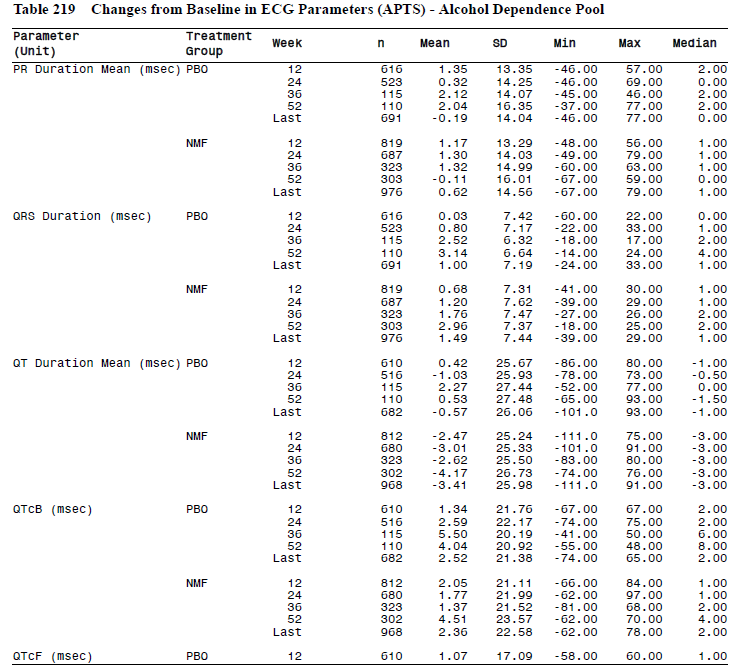 Table 219 Changes from Baseline in ECG Parameters (APTS) - Alcohol Dependence Pool
Parameter (Unit) Treatment Group Week n Mean SD Min Max Median
PR Duration Mean (msec) PBO 12 616 1.35 13.35 -46.00 57.00 2.00
24 523 0.32 14.25 -46.00 69.00 0.00
36 115 2.12 14.07 -45.00 46.00 2.00
52 110 2.04 16.35 -37.00 77.00 2.00
Last 691 -0.19 14.04 -46.00 77.00 0.00
NMF 12 819 1.17 13.29 -48.00 56.00 1.00
24 687 1.30 14.03 -49.00 79.00 1.00
36 323 1.32 14.99 -60.00 63.00 1.00
52 303 -0.11 16.01 -67.00 59.00 0.00
Last 976 0.62 14.56 -67.00 79.00 1.00
QRS Duration (msec) PBO 12 616 0.03 7.42 -60.00 22.00 0.00
24 523 0.80 7.17 -22.00 33.00 1.00
36 115 2.52 6.32 -18.00 17.00 2.00
52 110 3.14 6.64 -14.00 24.00 4.00
Last 691 1.00 7.19 -24.00 33.00 1.00
NMF 12 819 0.68 7.31 -41.00 30.00 1.00
24 687 1.20 7.62 -39.00 29.00 1.00
36 323 1.76 7.47 -27.00 26.00 2.00
52 303 2.96 7.37 -18.00 25.00 2.00
Last 976 1.49 7.44 -39.00 29.00 1.00
QT Duration Mean (msec) PBO 12 610 0.42 25.67 -86.00 80.00 -1.00
24 516 -1.03 25.93 -78.00 73.00 -0.50
36 115 2.27 27.44 -52.00 77.00 0.00
52 110 0.53 27.48 -65.00 93.00 -1.50
Last 682 -0.57 26.06 -101.0 93.00 -1.00
NMF 12 812 -2.47 25.24 -111.0 75.00 -3.00
24 680 -3.01 25.33 -101.0 91.00 -3.00
36 323 -2.62 25.50 -83.00 80.00 -3.00
52 302 -4.17 26.73 -74.00 76.00 -3.00
Last 968 -3.41 25.98 -111.0 91.00 -3.00
QTcB (msec) PBO 12 610 1.34 21.76 -67.00 67.00 2.00
24 516 2.59 22.17 -74.00 75.00 2.00
36 115 5.50 20.19 -41.00 50.00 6.00
52 110 4.04 20.92 -55.00 48.00 8.00
Last 682 2.52 21.38 -74.00 65.00 2.00
NMF 12 812 2.05 21.11 -66.00 84.00 1.00
24 680 1.77 21.99 -62.00 97.00 1.00
36 323 1.37 21.52 -81.00 68.00 2.00
52 302 4.51 23.57 -62.00 70.00 4.00
Last 968 2.36 22.58 -62.00 78.00 2.00
QTcF (msec) PBO 12 610 1.07 17.09 -58.00 60.00 1.00